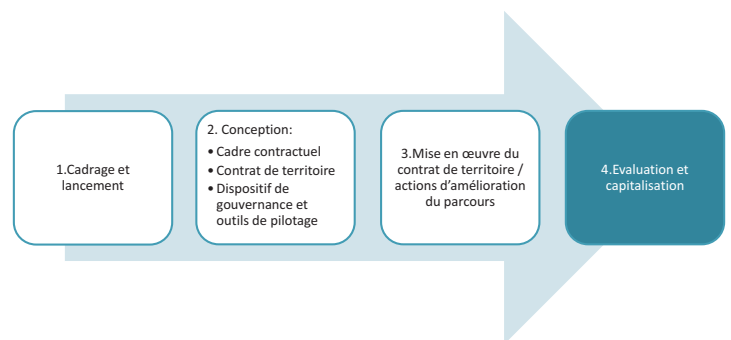 1.Cadrage et
lancement
2. Conception:
• Cadre contractuel
• Contrat de territoire
• Dispositif de
gouvernance et
outils de pilotage
3.Mise en œuvre du
contrat de territoire /
actions d’amélioration
du parcours
4.Evaluation et
capitalisation